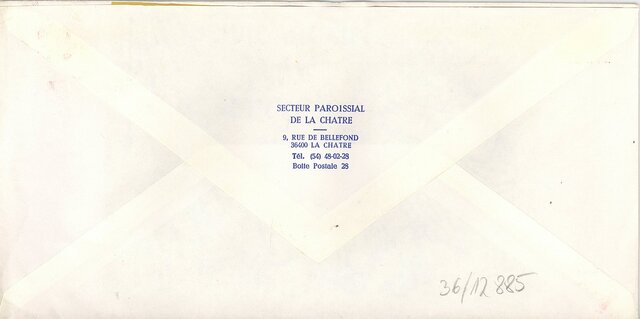 SECTEUR PAROISSIAL
DE LA CHATRE
9, RUE DE BELLEFOND
36400 LA CHATRE
Tél. (54) 48-02-28
Boite Postale 28
36/12 885